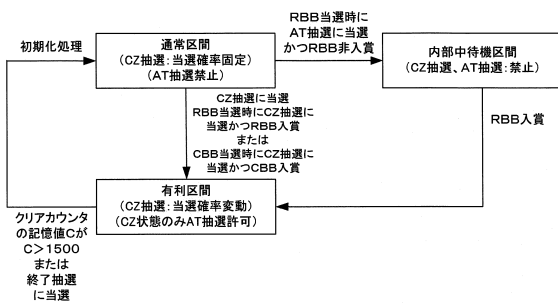 初期化処理
通常区間
(CZ抽選:当選確率固定)
(AT抽選禁止)
RBB当選時に
AT抽選に当選
かつRBB非入賞
内部中待機区間
(CZ抽選、AT抽選:禁止)
CZ抽選に当選
RBB当選時にCZ抽選に
当選かつRBB入賞
または
CBB当選時にCZ抽選に
当選かつCBB入賞
RBB入賞
有利区間
(CZ抽選:当選確率変動)
(CZ状態のみAT抽選許可)
クリアカウンタ
の記憶値Cが
C>1500
または
終了抽選
に当選